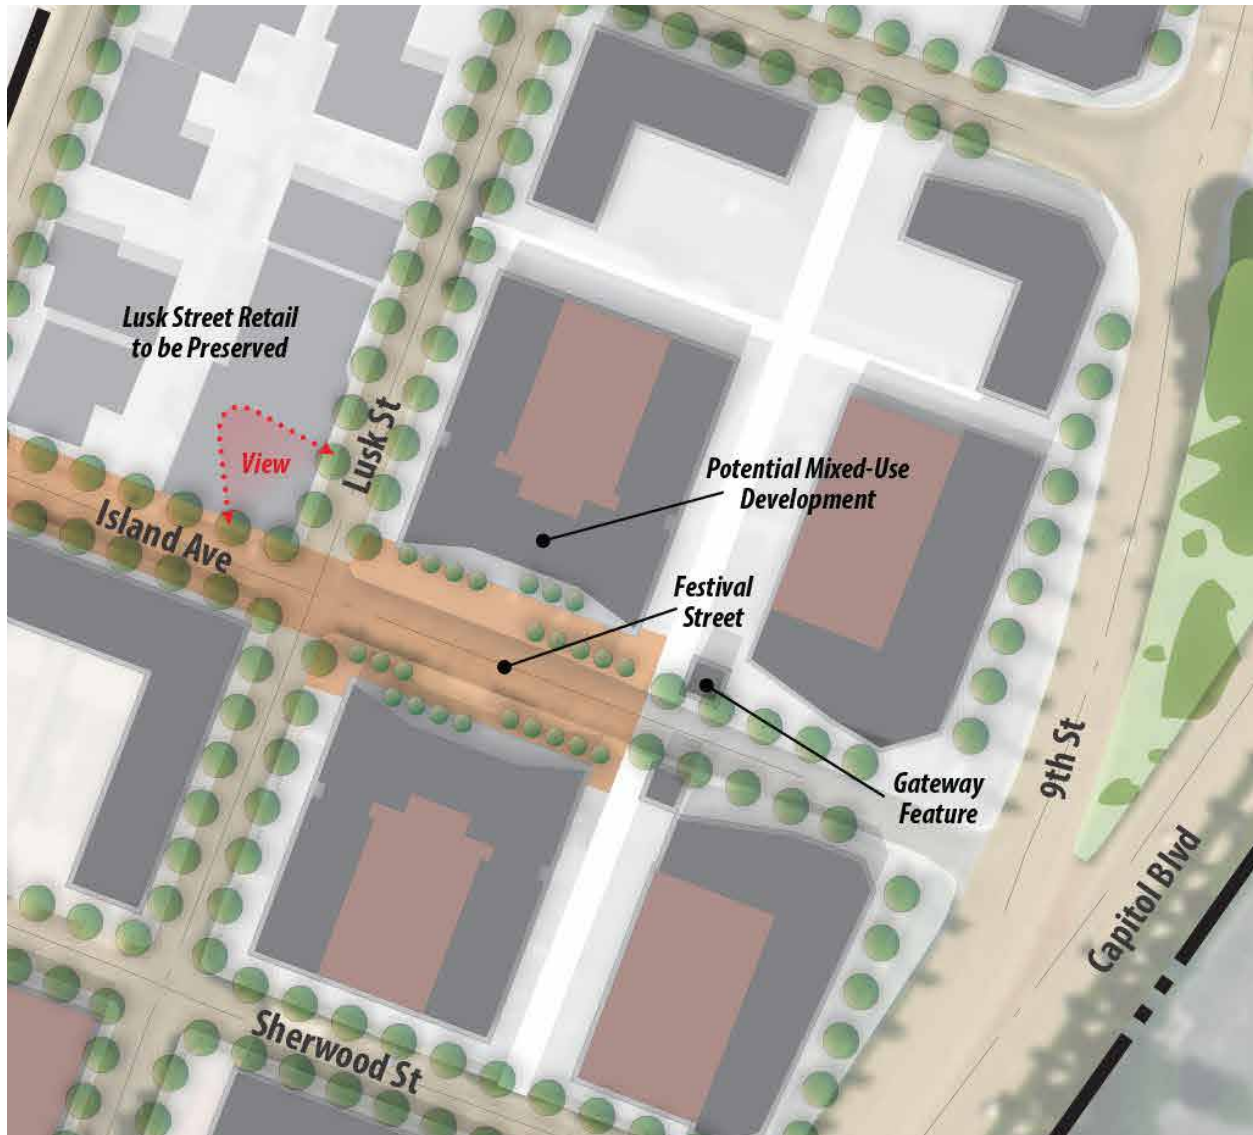 Lusk Street Retail
to be Preserved
View
Lusk St
Island Ave
Potential Mixed-Use
Development
Festival
Street
Gateway
Feature
9th St
Capitol Blvd
Sherwood St